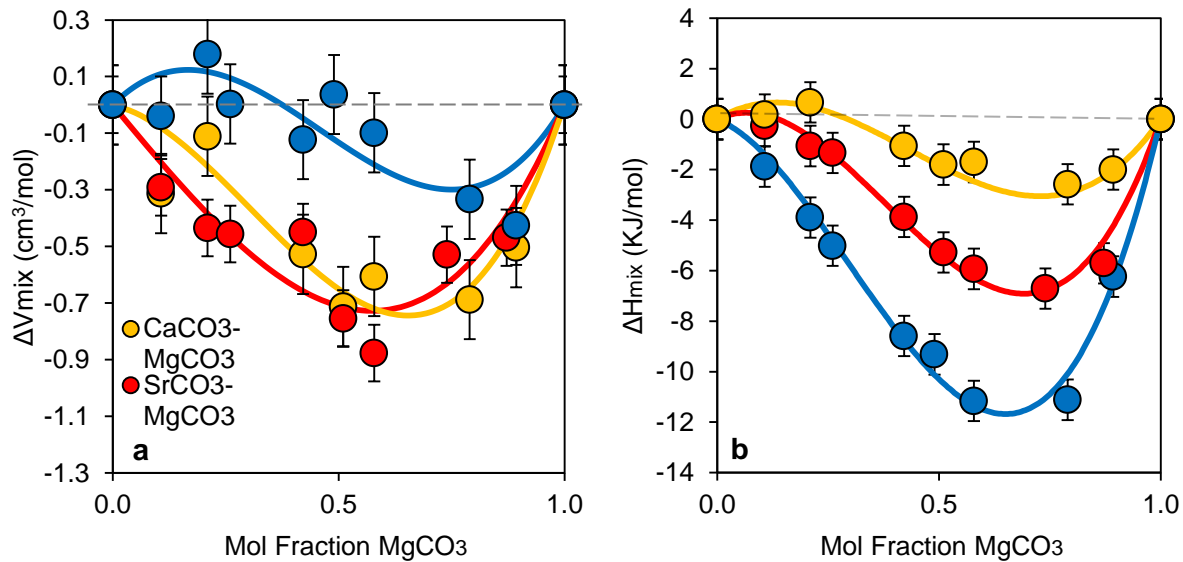 0.3
0.1
-0.1
-0.3
-0.5
-0.7
-0.9
-1.1
-1.3
ΔVmix (cm³/mol)
CaCO3-
MgCO3
SrCO3-
MgCO3
a
0.0
0.5
1.0
Mol Fraction MgCO₃
4
2
0
-2
-4
-6
-8
-10
-12
-14
ΔHmix (KJ/mol)
b
0.0
0.5
1.0
Mol Fraction MgCO₃